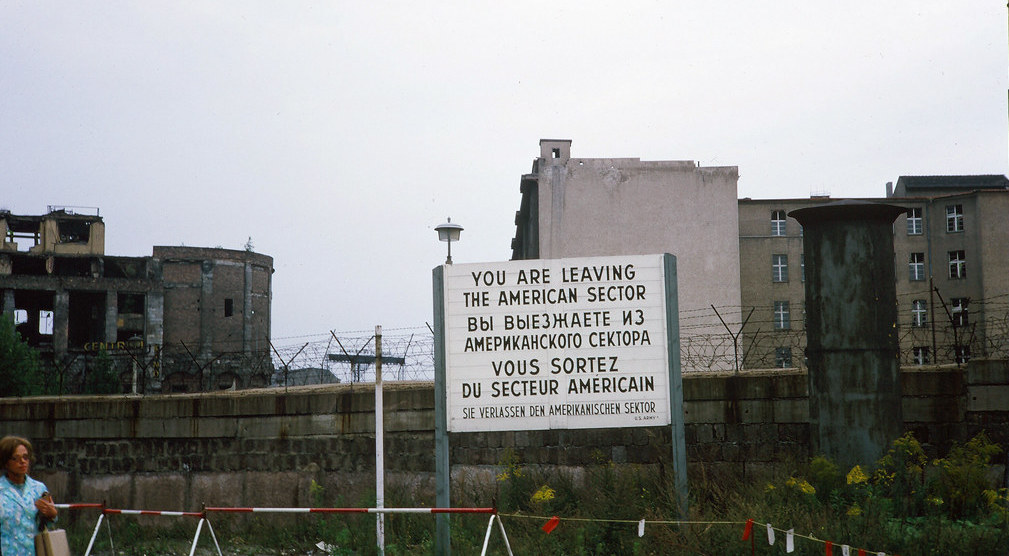 YOU ARE LEAVING
THE AMERICAN SECTOR
ВЫ ВЫЕЗЖАЕТЕ ИЗ
АМЕРИКАНСКОГО СЕКТОРА
VOUS SORTEZ
DU SECTEUR AMÉRICAIN
SIE VERLASSEN DEN AMERIKANISCHEN SEKTOR
U.S. ARMY